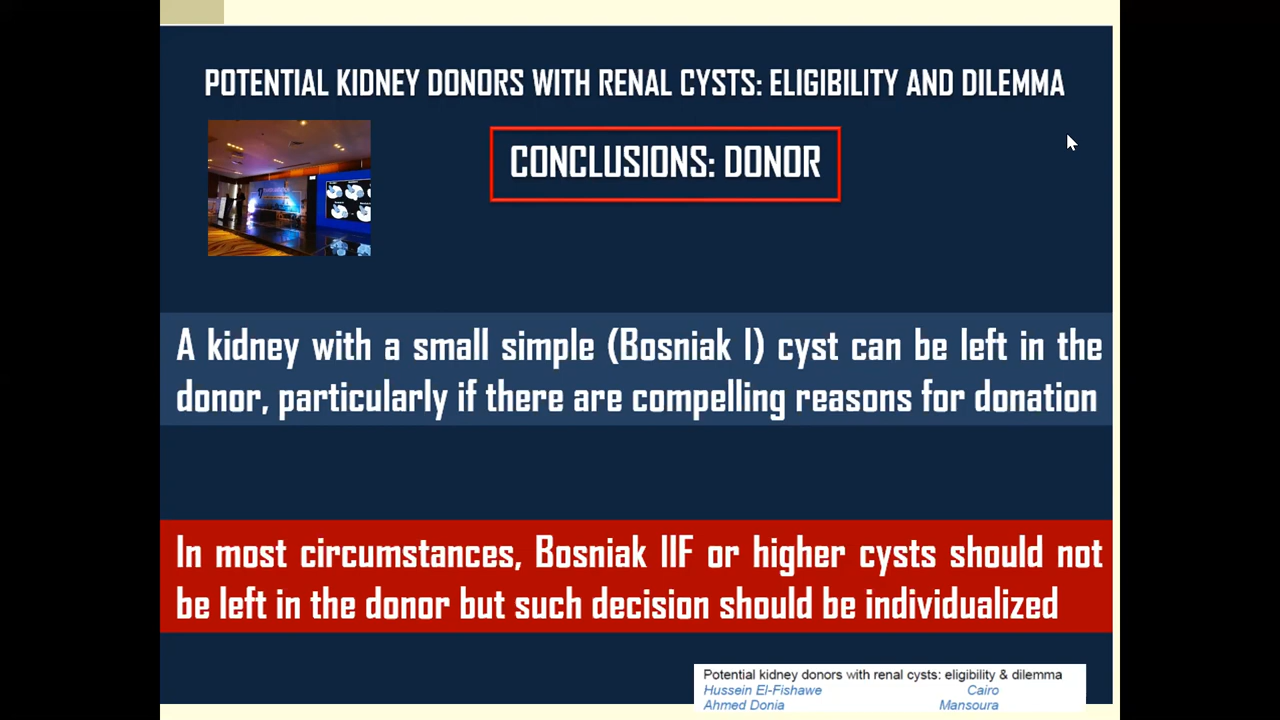 POTENTIAL KIDNEY DONORS WITH RENAL CYSTS: ELIGIBILITY AND DILEMMA
CONCLUSIONS: DONOR
A kidney with a small simple (Bosniak I) cyst can be left in the
donor, particularly if there are compelling reasons for donation
In most circumstances, Bosniak IIF or higher cysts should not
be left in the donor but such decision should be individualized
Potential kidney donors with renal cysts: eligibility & dilemma
Hussein El-Fishawe Cairo
Ahmed Donia Mansoura